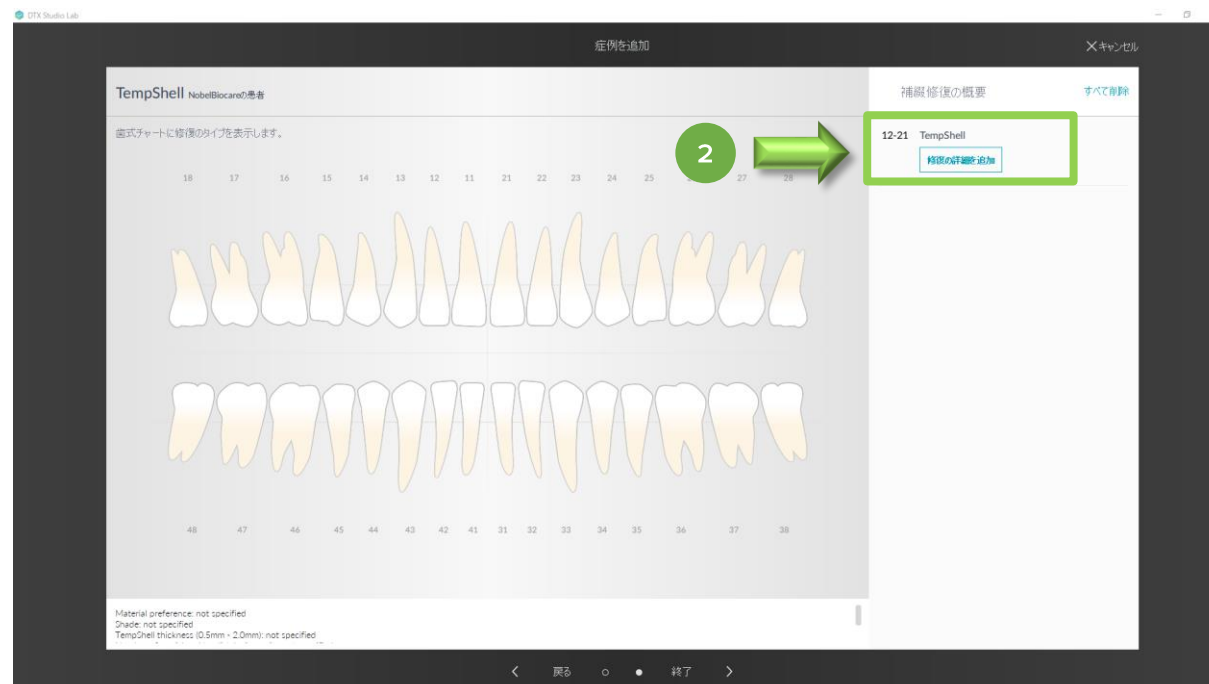 DTX Studio Lab
症例を追加
キャンセル
TempShell NobelBiocareの患者
補綴修復の概要
すべて削除
歯式チャートに修復のタイプを表示します。
2
12-21 TempShell
修復の詳細を追加
18 17 16 15 14 13 12 11 21 22 23 24 25 27 28
48 47 46 45 44 43 42 41 31 32 33 34 35 36 37 38
Material preference: not specified
Shade: not specified
TempShell thickness (0.5mm - 2.0mm): not specified
戻る
終了